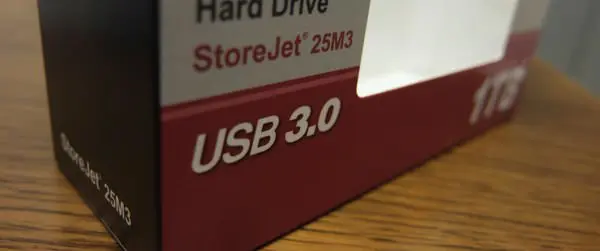 Hard Drive
StoreJet® 25M3
USB 3.0
1TB
StoreJet® 25M3